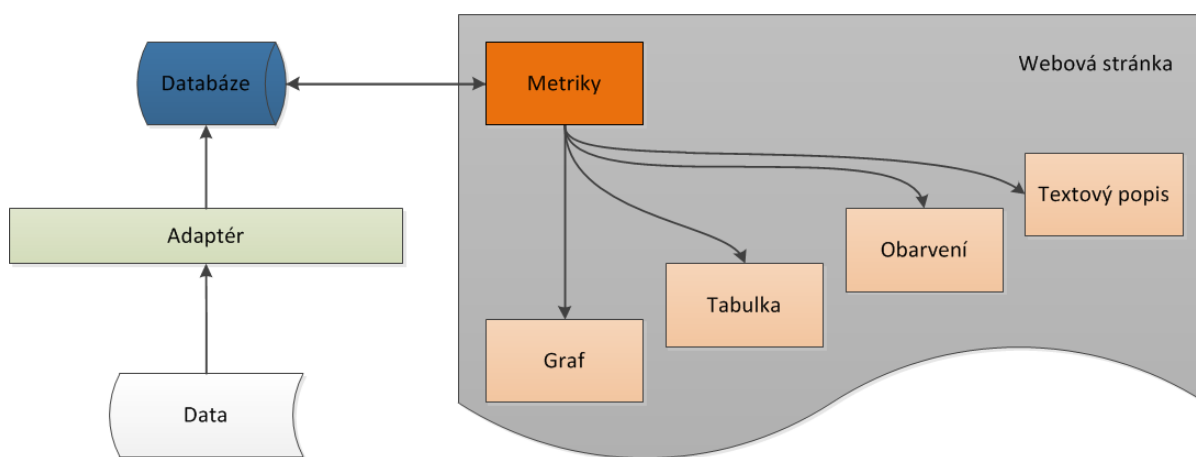 Webová stránka
Databáze
Metriky
Textový popis
Adaptér
Obarvení
Tabulka
Graf
Data